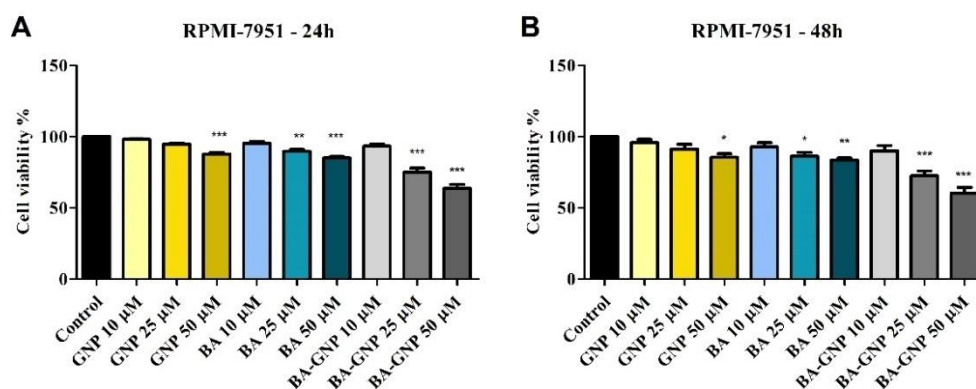 A
RPMI-7951 - 24h
Cell viability %
150
100
50
0
***
**
***
***
***
Control
GNP 10 µM
GNP 25 µM
GNP 50 µM
BA 10 µM
BA 25 µM
BA 50 µM
BA-GNP 10 µM
BA-GNP 25 µM
BA-GNP 50 µM
B
RPMI-7951 - 48h
Cell viability %
150
100
50
0
*
*
**
***
***
Control
GNP 10 µM
GNP 25 µM
GNP 50 µM
BA 10 µM
BA 25 µM
BA 50 µM
BA-GNP 10 µM
BA-GNP 25 µM
BA-GNP 50 µM